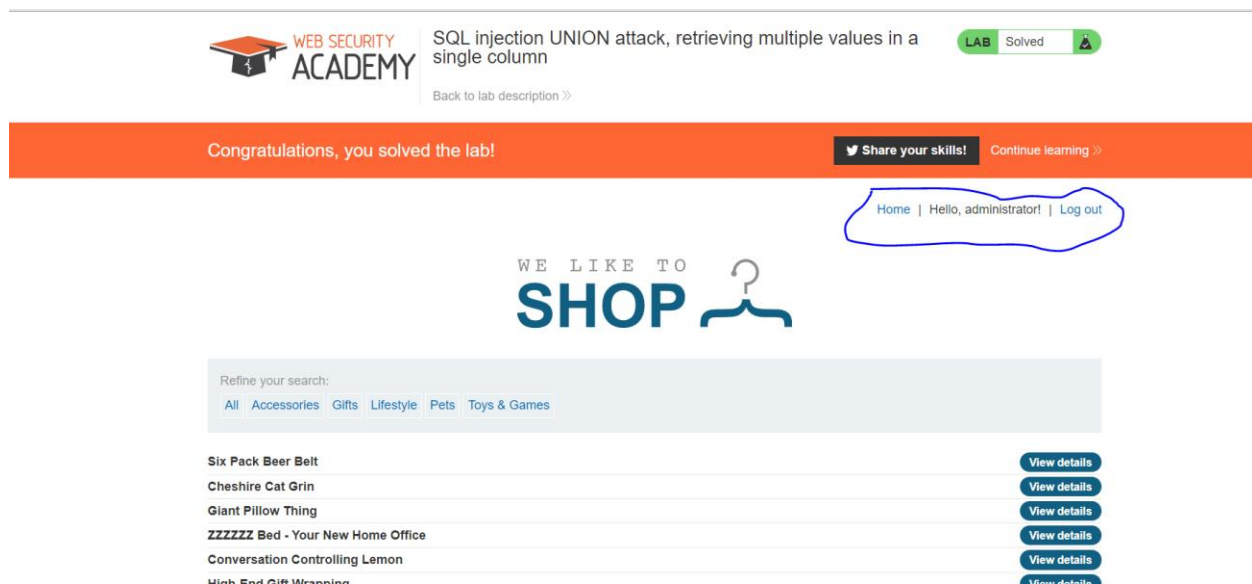 WEB SECURITY
ACADEMY
SQL injection UNION attack, retrieving multiple values in a
single column
Back to lab description
LAB Solved
Congratulations, you solved the lab!
Share your skills!
Continue learning
Home | Hello, administrator! | Log out
WE LIKE TO
SHOP
Refine your search:
All Accessories Gifts Lifestyle Pets Toys & Games
Six Pack Beer Belt View details
Cheshire Cat Grin View details
Giant Pillow Thing View details
ZZZZZZ Bed - Your New Home Office View details
Conversation Controlling Lemon View details
High-End Gift Wrapping View details